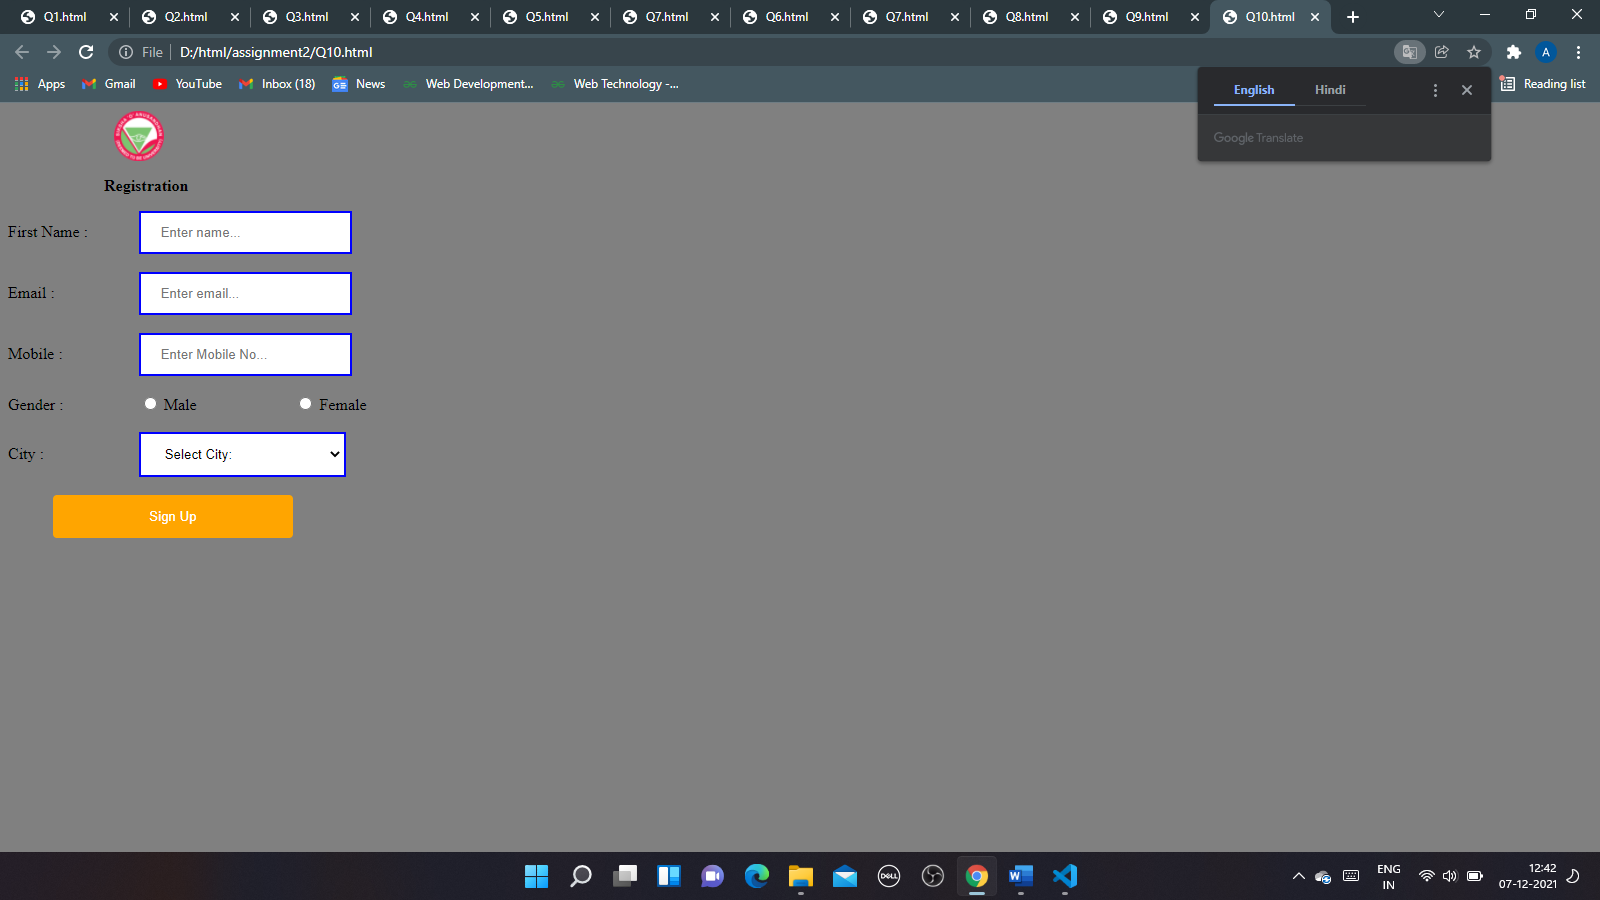 Q1.html Q2.html Q3.html Q4.html Q5.html Q7.html Q6.html Q7.html Q8.html Q9.html Q10.html
File D:/html/assignment2/Q10.html A
Apps Gmail YouTube Inbox (18) News Web Development... Web Technology -... Reading list
English Hindi
Google Translate
Registration
First Name : Enter name...
Email : Enter email...
Mobile : Enter Mobile No...
Gender : Male Female
City : Select City:
Sign Up
DELL
ENG
IN
12:42
07-12-2021